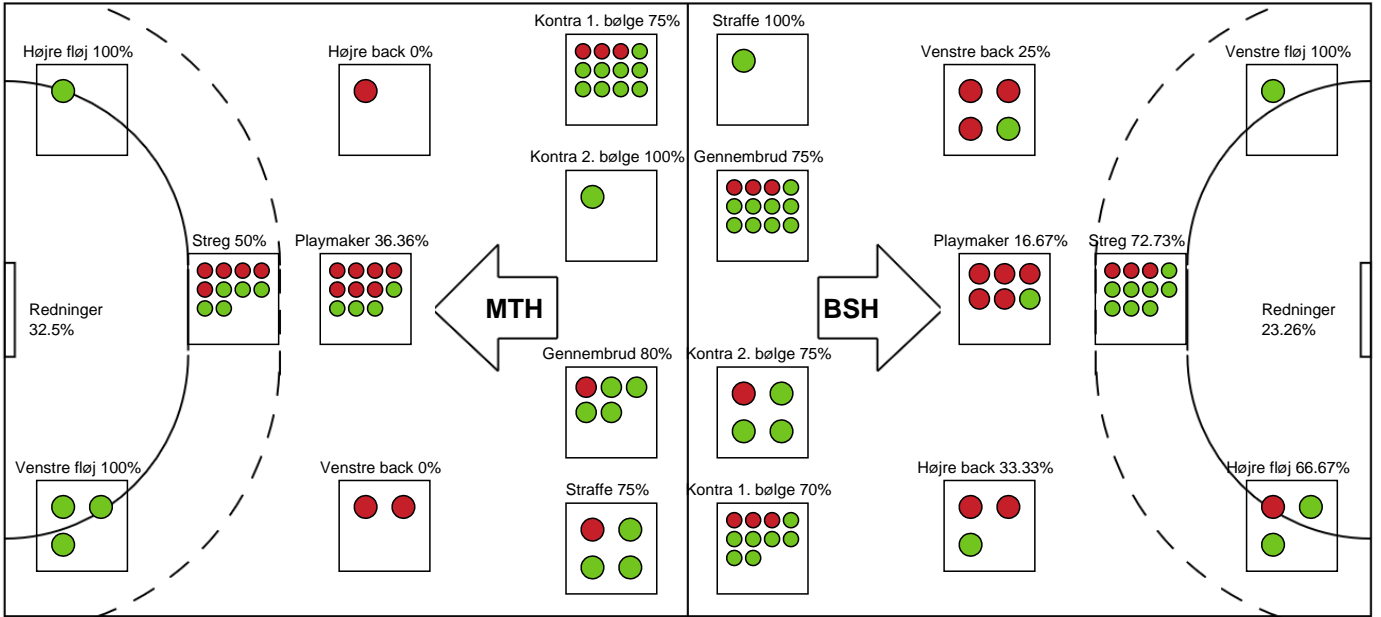 Kontra 1. bølge 75%
Straffe 100%
Højre fløj 100%
Højre back 0%
Venstre back 25%
Venstre fløj 100%
Kontra 2. bølge 100%
Gennembrud 75%
Streg 50%
Playmaker 36.36%
Playmaker 16.67%
Streg 72.73%
Redninger
32.5%
MTH
BSH
Redninger
23.26%
Gennembrud 80%
Kontra 2. bølge 75%
Venstre fløj 100%
Venstre back 0%
Straffe 75%
Kontra 1. bølge 70%
Højre back 33.33%
Højre fløj 66.67%